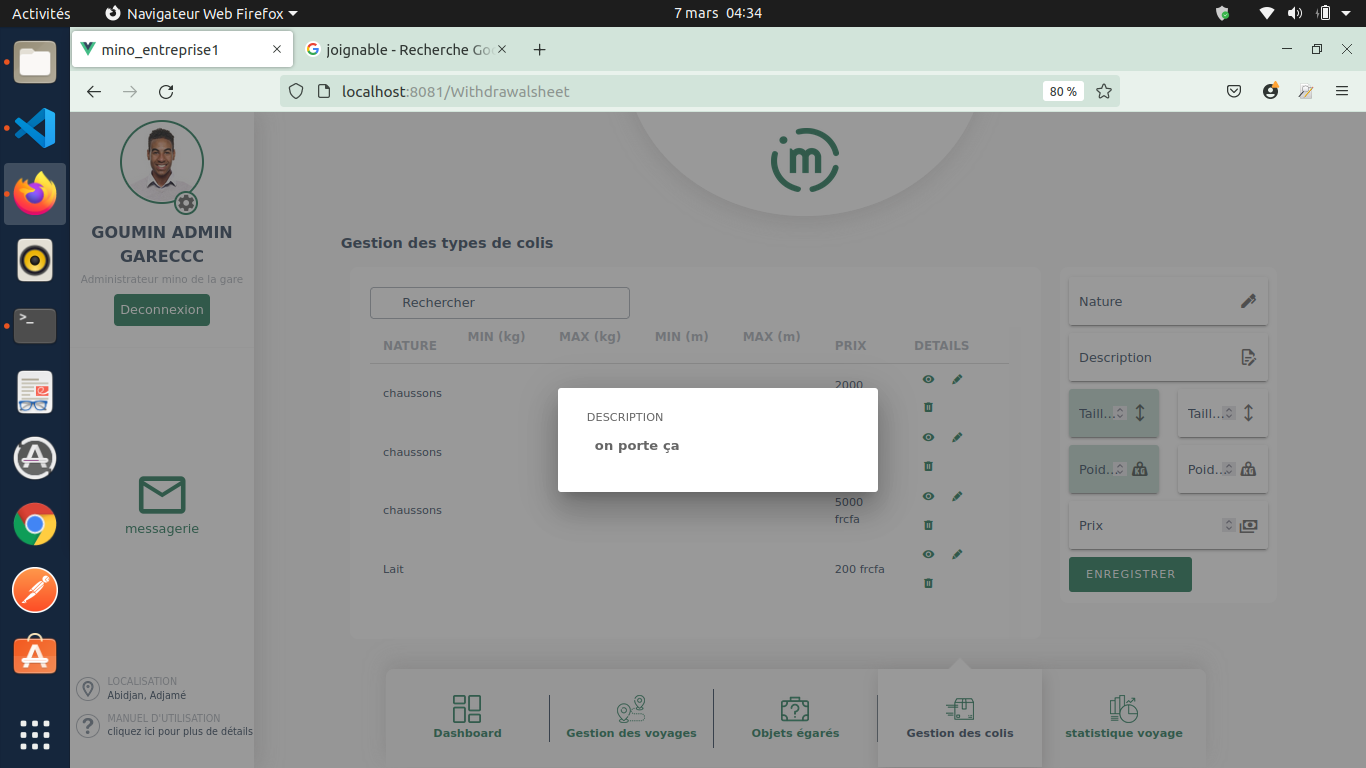 Activités
Navigateur Web Firefox
7 mars 04:34
mino_entreprise1
joignable - Recherche Goo
localhost:8081/Withdrawalsheet
80 %
GOUMIN ADMIN
GARECCC
Administrateur mino de la gare
Deconnexion
messagerie
LOCALISATION
Abidjan, Adjamé
MANUEL D'UTILISATION
cliquez ici pour plus de détails
im
Gestion des types de colis
Rechercher
NATURE MIN (kg) MAX (kg) MIN (m) MAX (m) PRIX DETAILS
chaussons 2000
chaussons
chaussons 5000
frcfa
Lait 200 frcfa
DESCRIPTION
on porte ça
Nature
Description
Taill... Taill...
Poid... KG Poid... KG
Prix
ENREGISTRER
Dashboard
Gestion des voyages
Objets égarés
Gestion des colis
statistique voyage